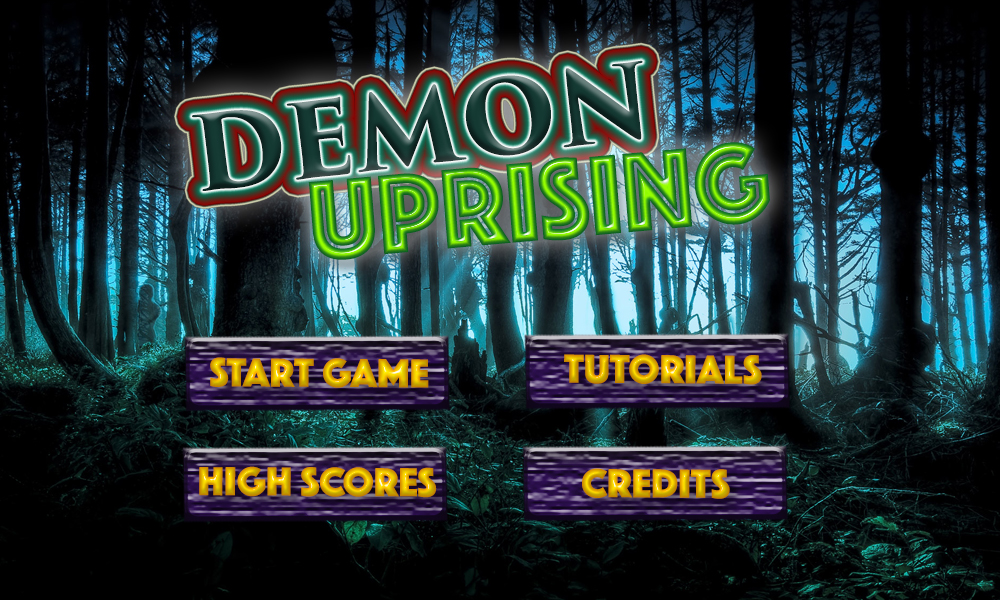 DEMON
UPRISING
START GAME
TUTORIALS
HIGH SCORES
CREDITS